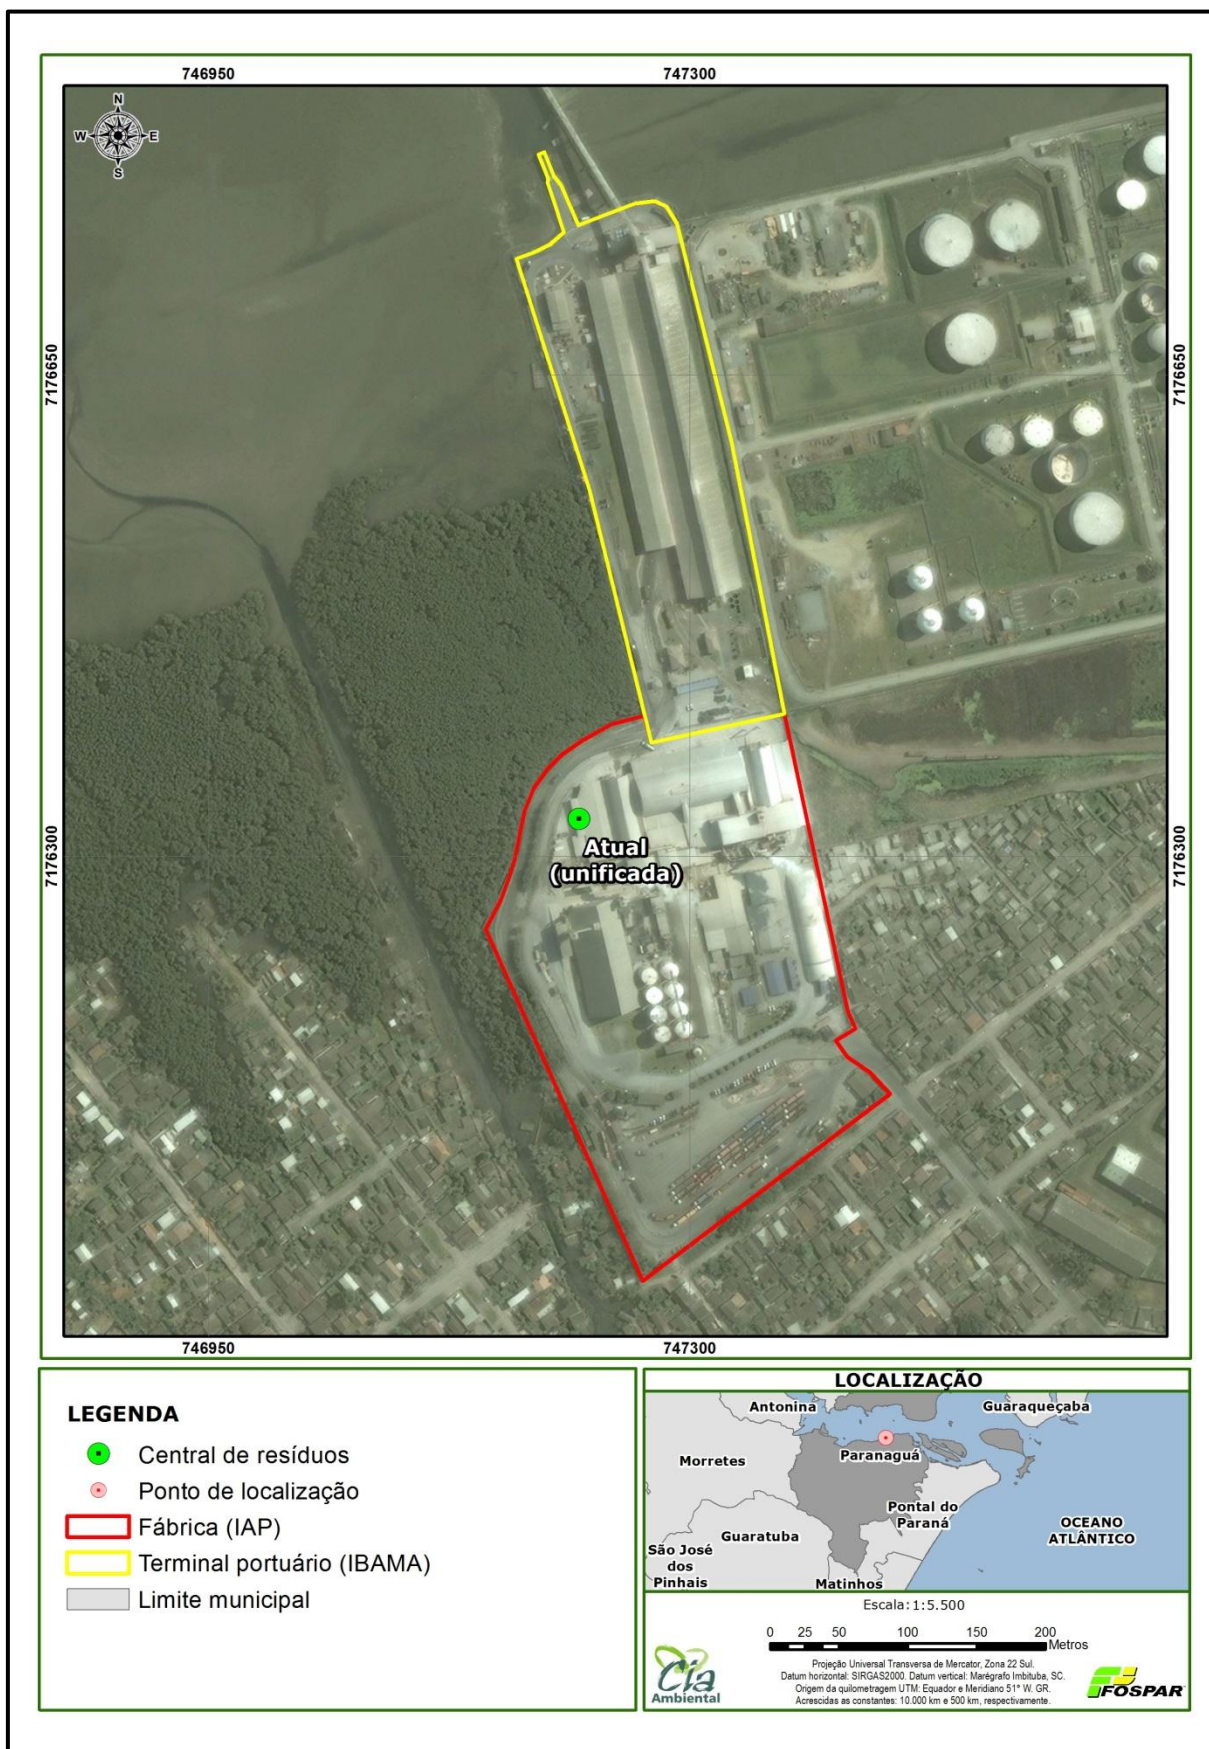 746950
747300
N
W
E
S
7176650
7176650
7176300
7176300
Atual
(unificada)
746950
747300
LEGENDA
Central de resíduos
Ponto de localização
Fábrica (IAP)
Terminal portuário (IBAMA)
Limite municipal
LOCALIZAÇÃO
Antonina
Guaraqueçaba
Morretes
Paranaguá
Pontal do
Paraná
Guaratuba
OCEANO
ATLÂNTICO
São José
dos
Pinhais
Matinhos
Escala: 1:5.500
0 25 50 100 150 200
Metros
Projeção Universal Transversa de Mercator, Zona 22 Sul.
Datum horizontal: SIRGAS2000. Datum vertical: Marégrafo Imbituba, SC.
Origem da quilometragem UTM: Equador e Meridiano 51° W. GR.
Acrescidas as constantes: 10.000 km e 500 km, respectivamente.
Cia
Ambiental
FOSPAR